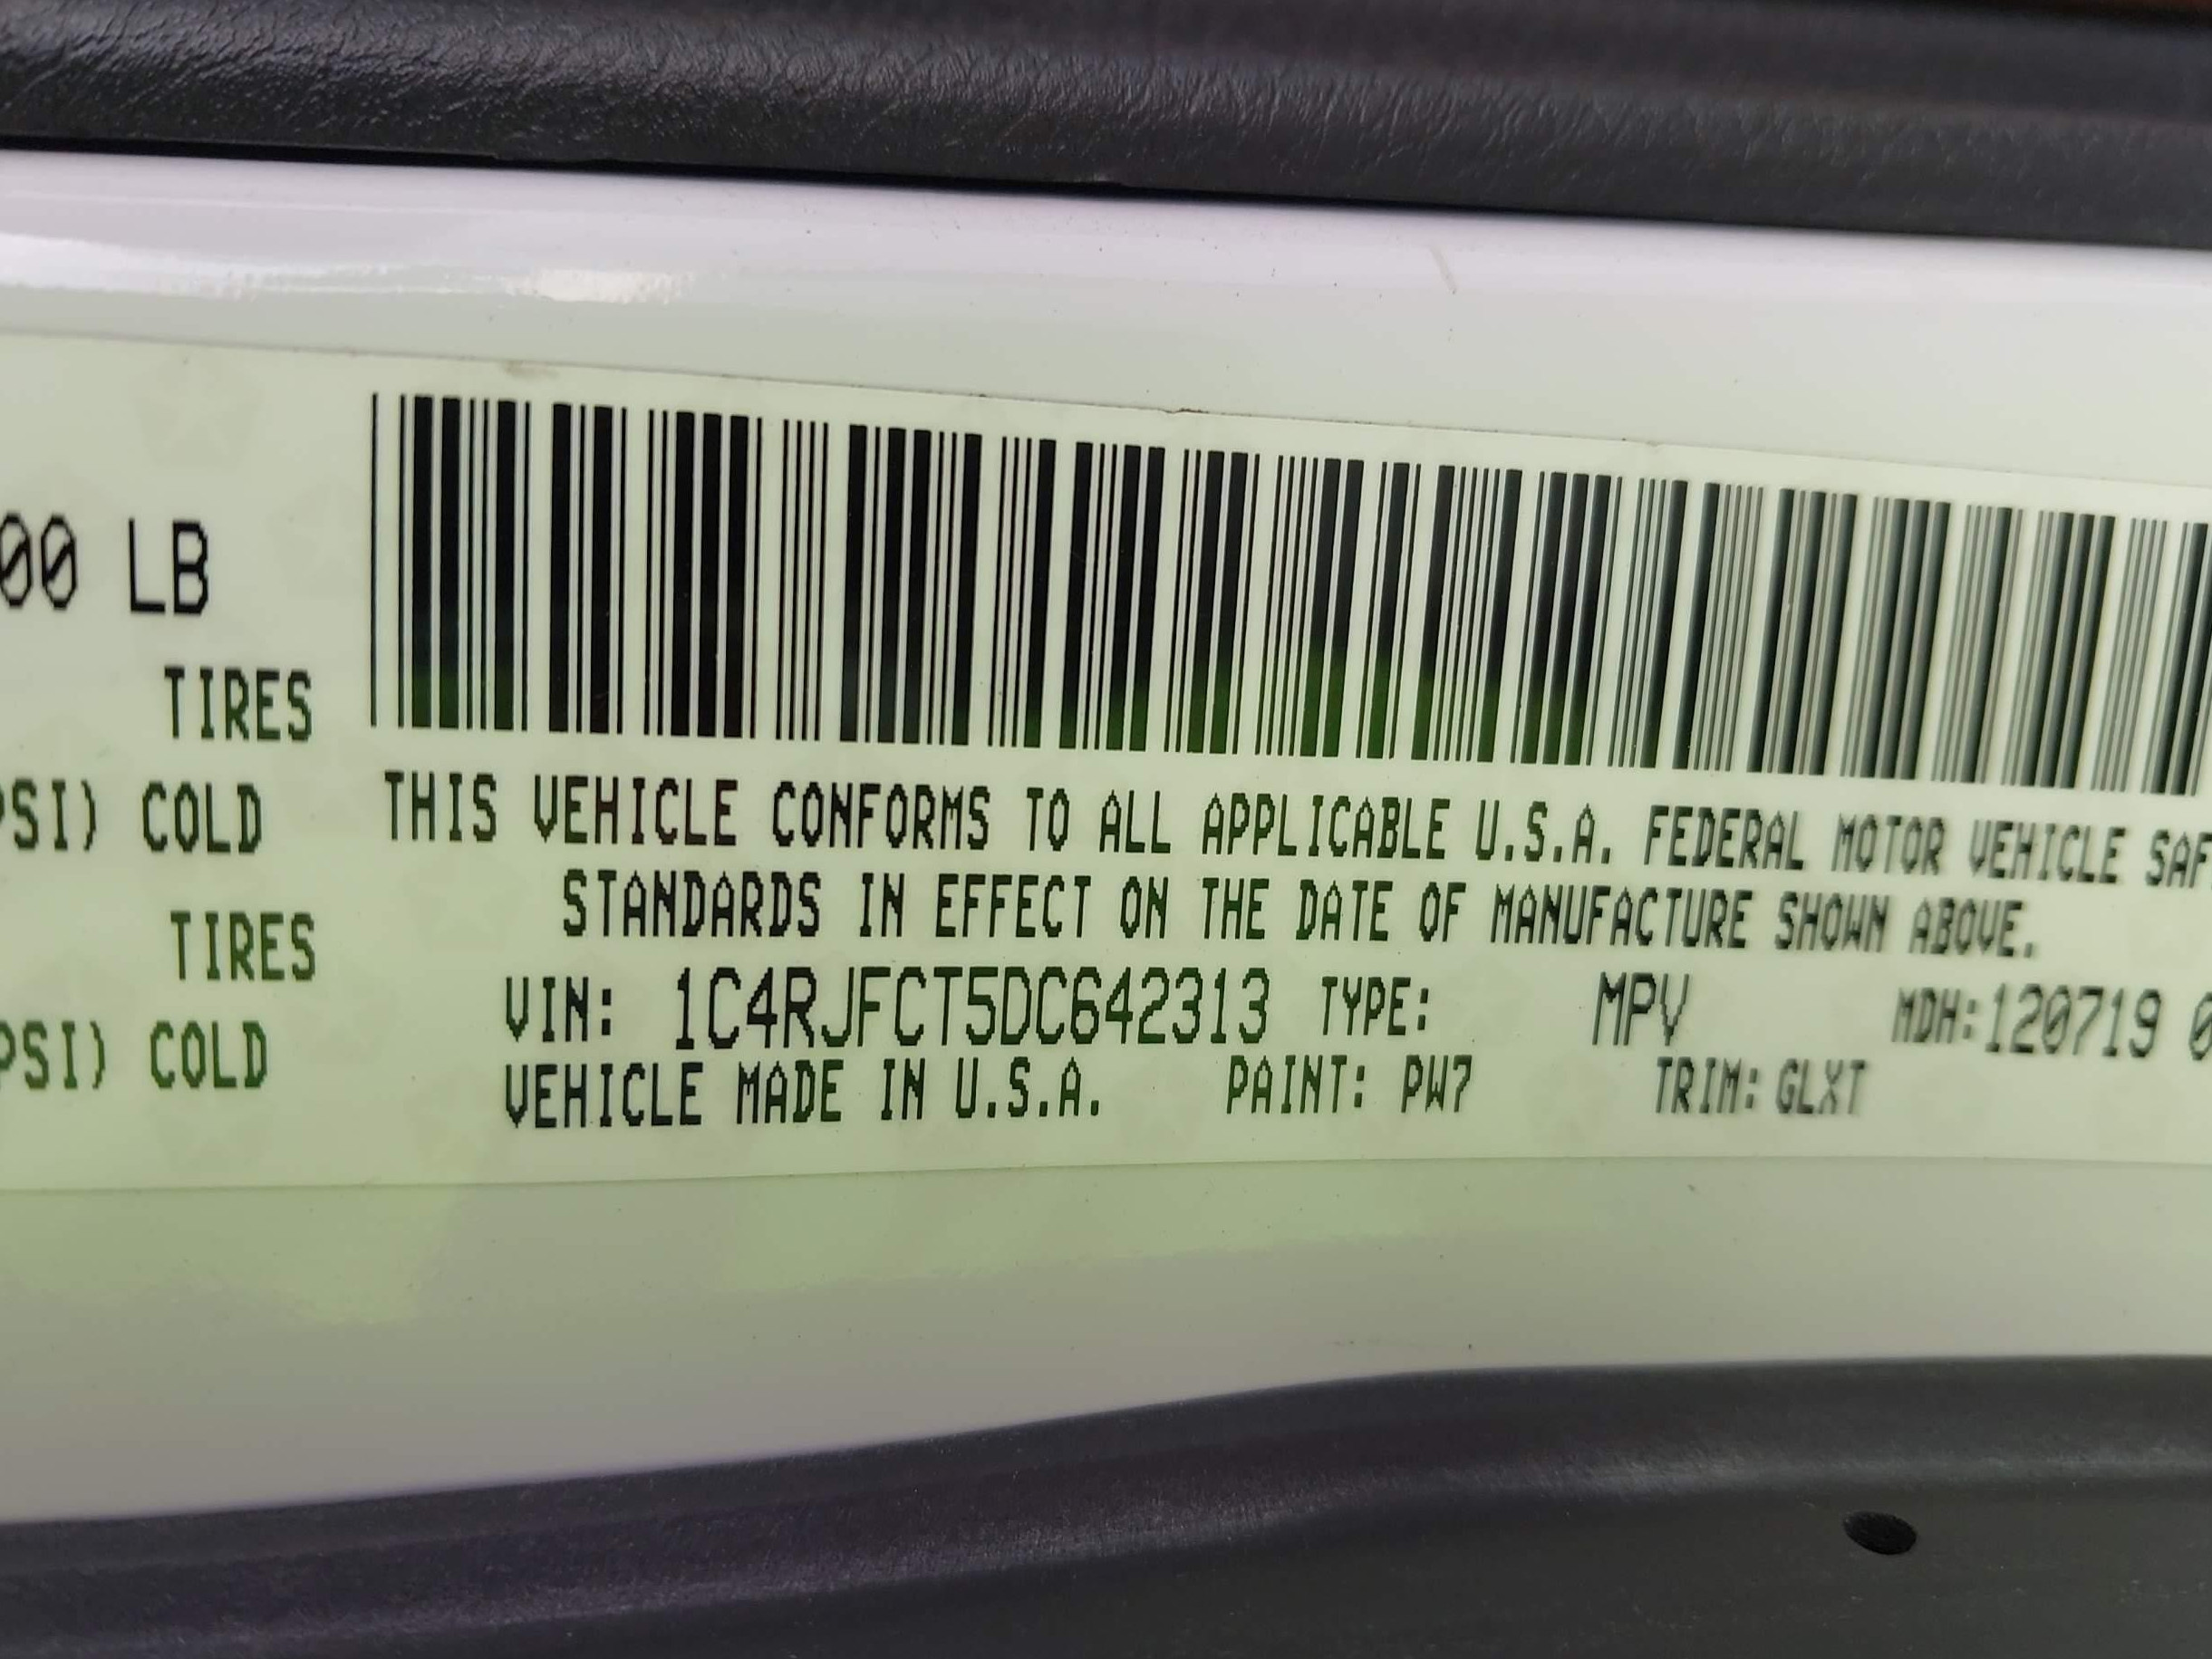 00 LB
TIRES
PSI) COLD
THIS VEHICLE CONFORMS TO ALL APPLICABLE U.S.A. FEDERAL MOTOR VEHICLE SAF
STANDARDS IN EFFECT ON THE DATE OF MANUFACTURE SHOWN ABOVE.
TIRES
VIN: 1C4RJFCT5DC642313 TYPE: MPV MDH:120719 0
PSI) COLD
VEHICLE MADE IN U.S.A. PAINT: PW7 TRIM: GLXT